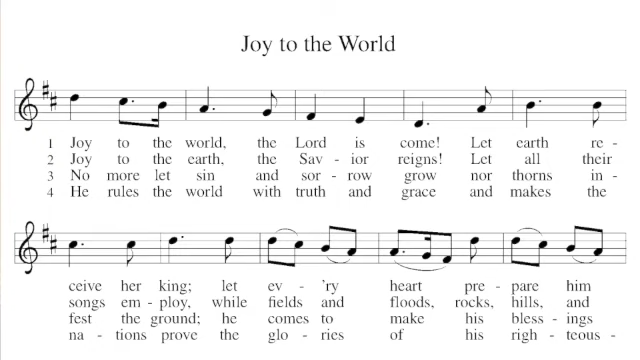 Joy to the World
1 Joy to the world, the Lord is come! Let earth re-
2 Joy to the earth, the Sav - ior reigns! Let all their
3 No more let sin and sor - row grow nor thorns in-
4 He rules the world with truth and grace and makes the
ceive her king; let ev - 'ry heart pre - pare him
songs em - ploy, while fields and floods, rocks, hills, and
fest the ground; he comes to make his bless - ings
na - tions prove the glo - ries of his righ - teous-